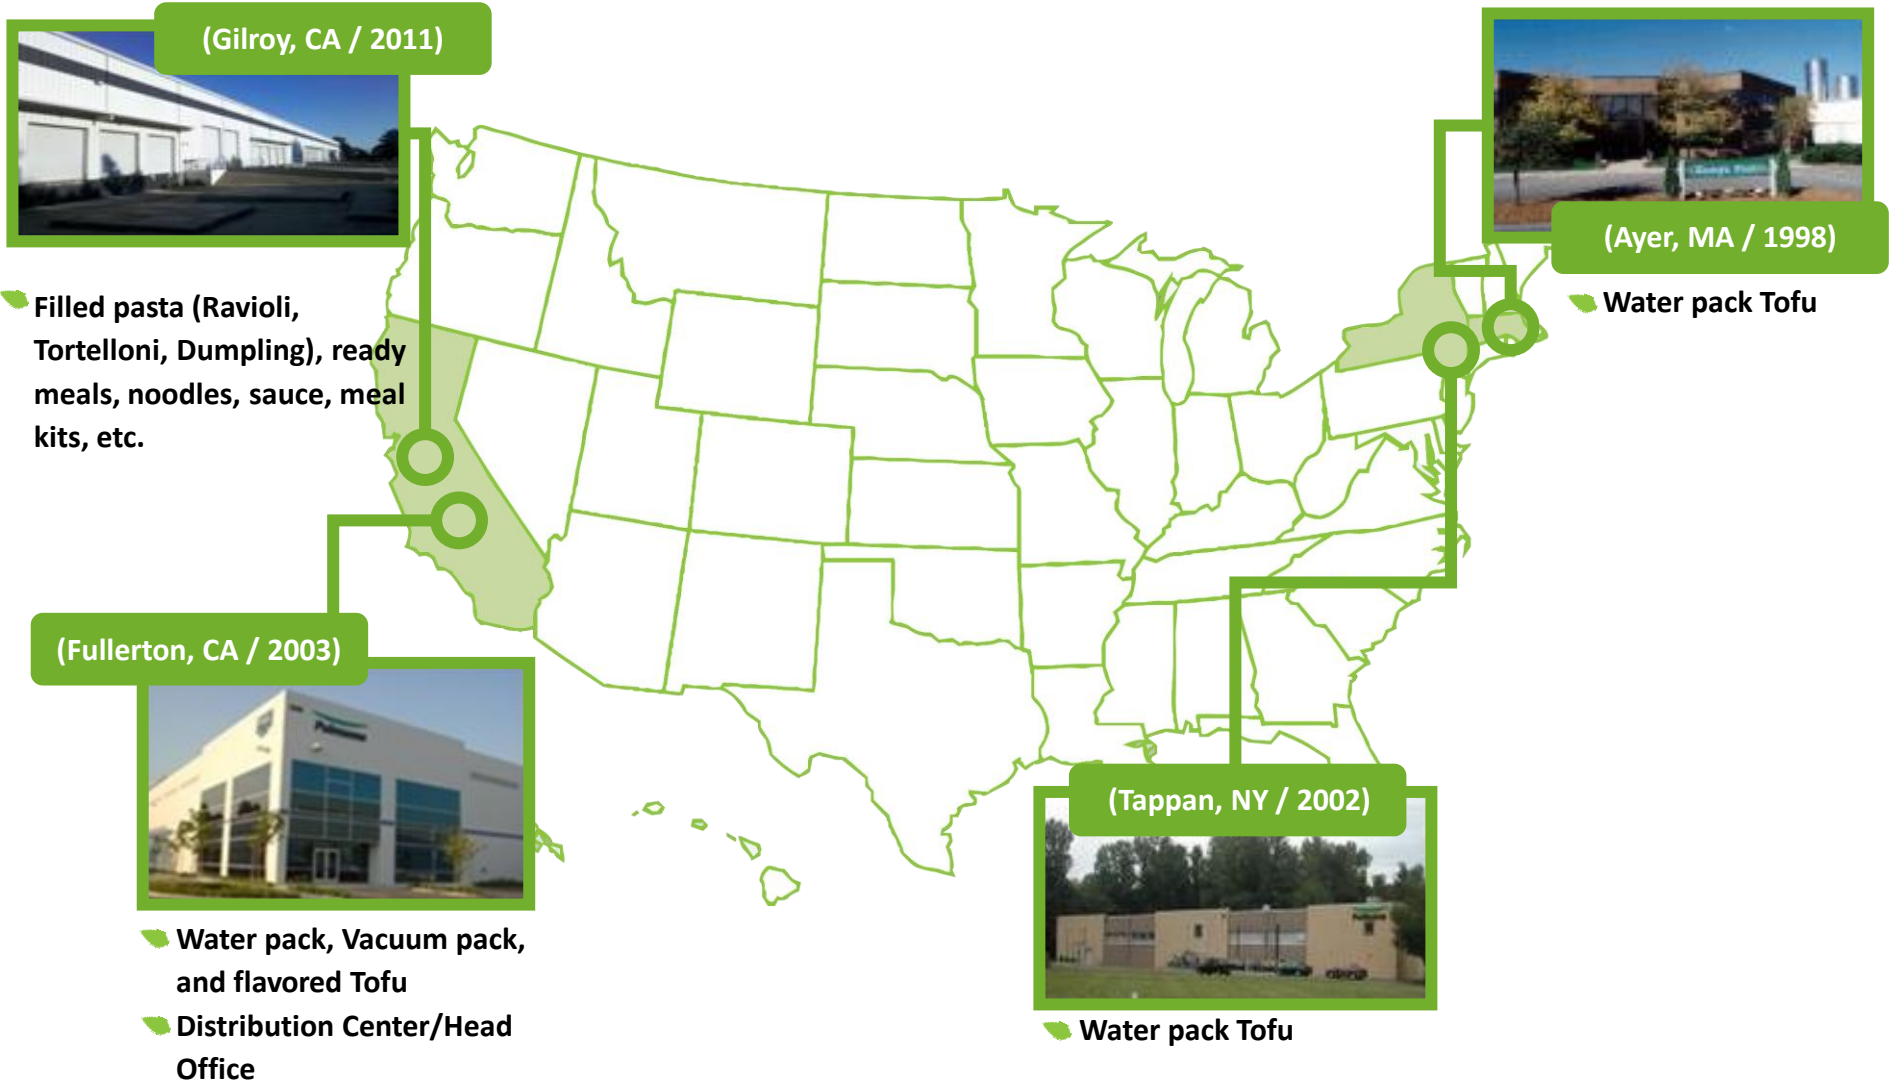 (Gilroy, CA / 2011)
Filled pasta (Ravioli,
Tortelloni, Dumpling), ready
meals, noodles, sauce, meal
kits, etc.
(Ayer, MA / 1998)
Water pack Tofu
(Fullerton, CA / 2003)
Water pack, Vacuum pack,
and flavored Tofu
Distribution Center/Head
Office
(Tappan, NY / 2002)
Water pack Tofu